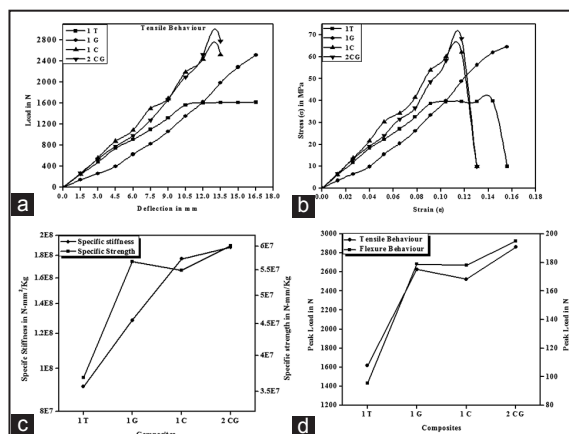 Tensile Behaviour
1 T
1 G
1 C
2 CG
2800
2400
2000
1600
1200
800
400
0
Load in N
0.0 1.5 3.0 4.5 6.0 7.5 9.0 10.5 12.0 13.5 15.0 16.5
Deflection in mm
a
1T
1G
1C
2CG
70
60
50
40
30
20
10
0
Stress (σ) in MPa
0.00 0.02 0.04 0.06 0.08 0.10 0.12 0.14 0.16 0.18
Strain (ε)
b
Specific stiffness
Specific Strength
2E8
1.8E8
1.4E8
1.2E8
1E8
8E7
Specific Stiffness in N-mm²/Kg
6E7
5.5E7
4.5E7
4E7
3.5E7
Specific strength in N-mm/Kg
1 T 1 G 1 C 2 CG
Composites
c
Tensile Behaviour
Flexure Behaviour
3000
2800
2600
2400
2200
2000
1800
1600
1400
1200
Peak Load in N
200
180
160
140
120
100
80
Peak Load in N
1 T 1 G 1 C 2 CG
Composites
d